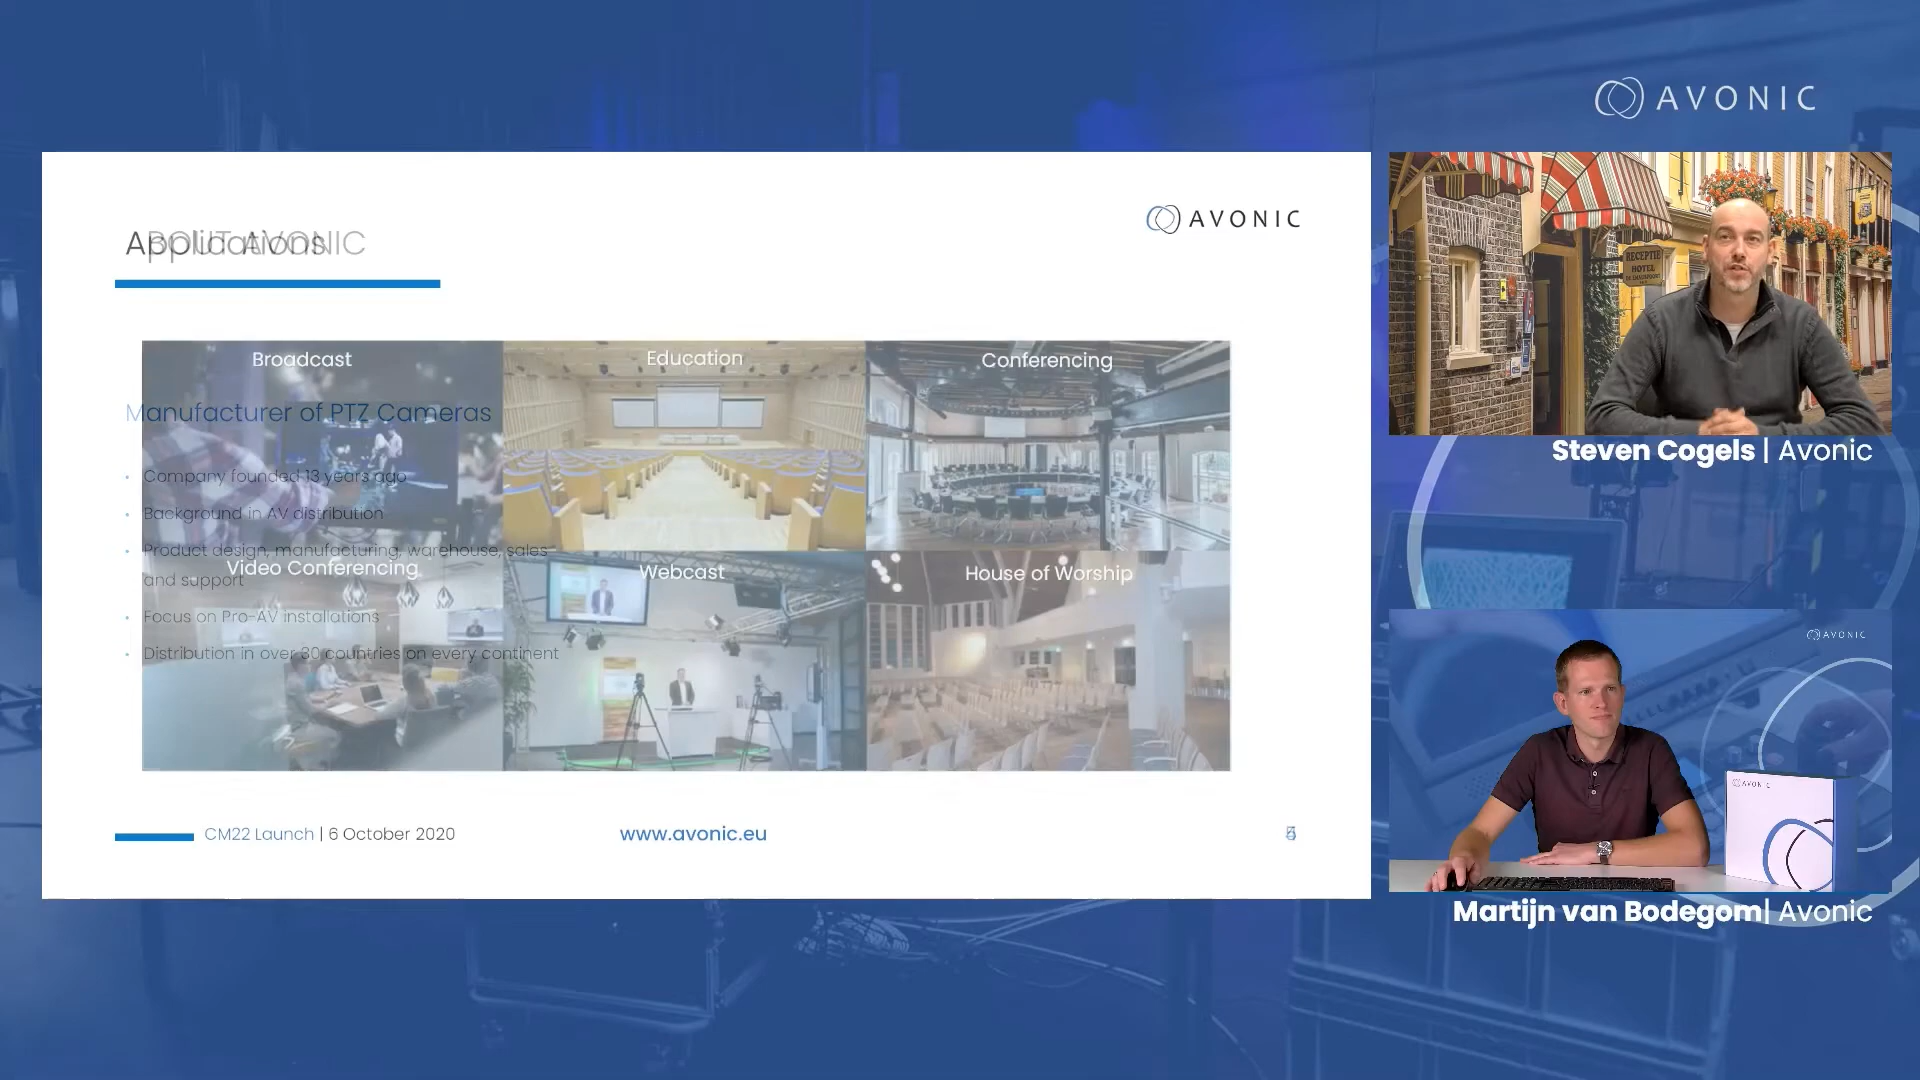 AVONIC
AVONIC
Applications
ABOUT AVONIC
Broadcast
Education
Conferencing
Manufacturer of PTZ Cameras
Company founded 13 years ago
Background in AV distribution
Product design, manufacturing, warehouse, sales
and support
Focus on Pro-AV installations
Distribution in over 30 countries on every continent
Video Conferencing
Webcast
House of Worship
CM22 Launch | 6 October 2020
www.avonic.eu
RECEPTIE
HOTEL
Steven Cogels | Avonic
AVONIC
AVONIC
Martijn van Bodegom| Avonic